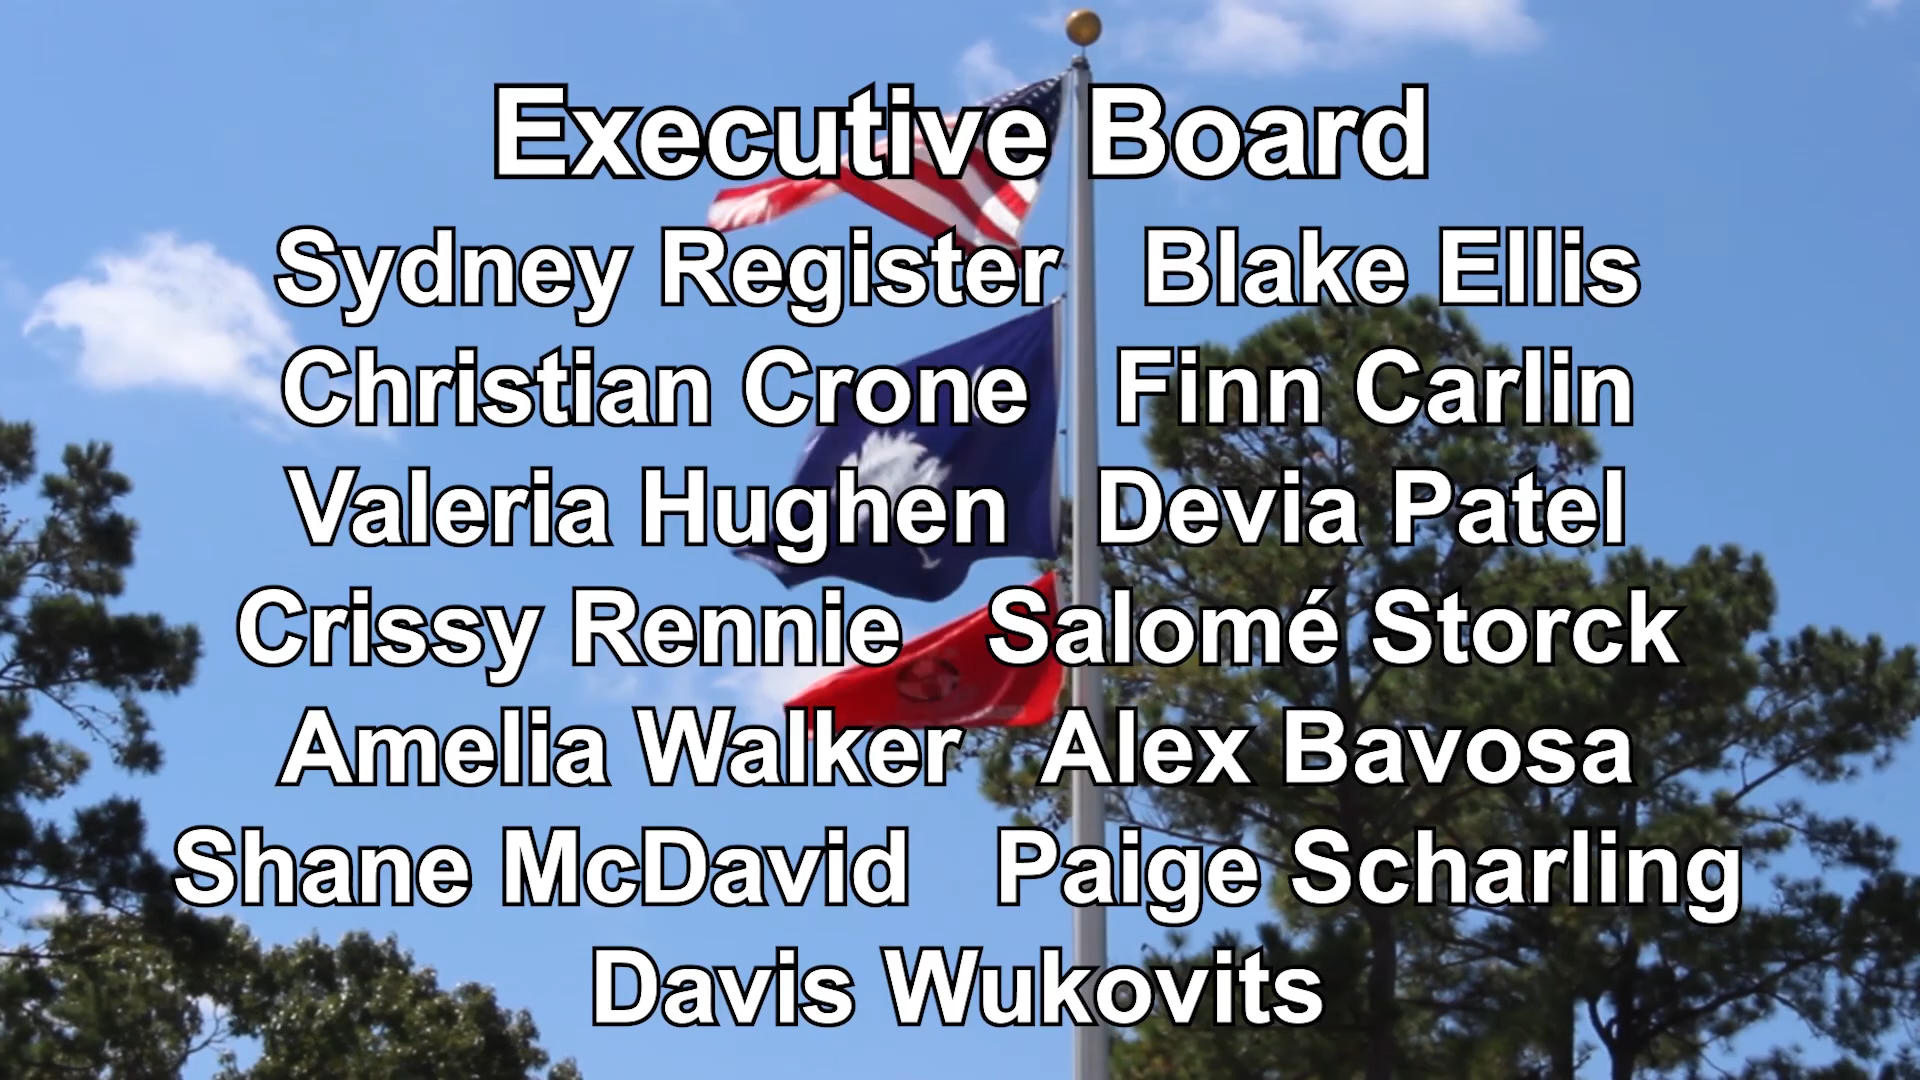 Executive Board
Sydney Register Blake Ellis
Christian Crone Finn Carlin
Valeria Hughen Devia Patel
Crissy Rennie Salomé Storck
Amelia Walker Alex Bavosa
Shane McDavid Paige Scharling
Davis Wukovits